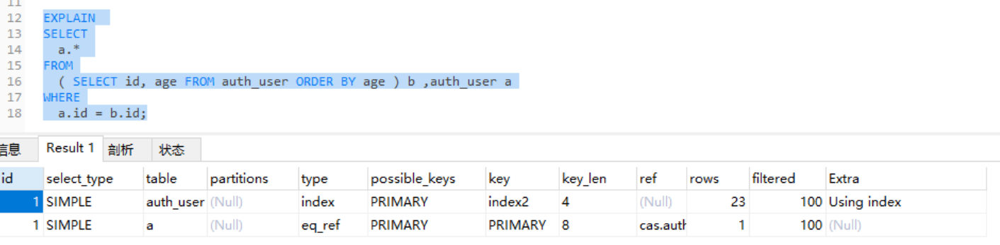 11
12 EXPLAIN
13 SELECT
14 a.*
15 FROM
16 ( SELECT id, age FROM auth_user ORDER BY age ) b ,auth_user a
17 WHERE
18 a.id = b.id;
信息 Result 1 剖析 状态
id select_type table partitions type possible_keys key key_len ref rows filtered Extra
1 SIMPLE auth_user (Null) index PRIMARY index2 4 (Null) 23 100 Using index
1 SIMPLE a (Null) eq_ref PRIMARY PRIMARY 8 cas.auth 1 100 (Null)